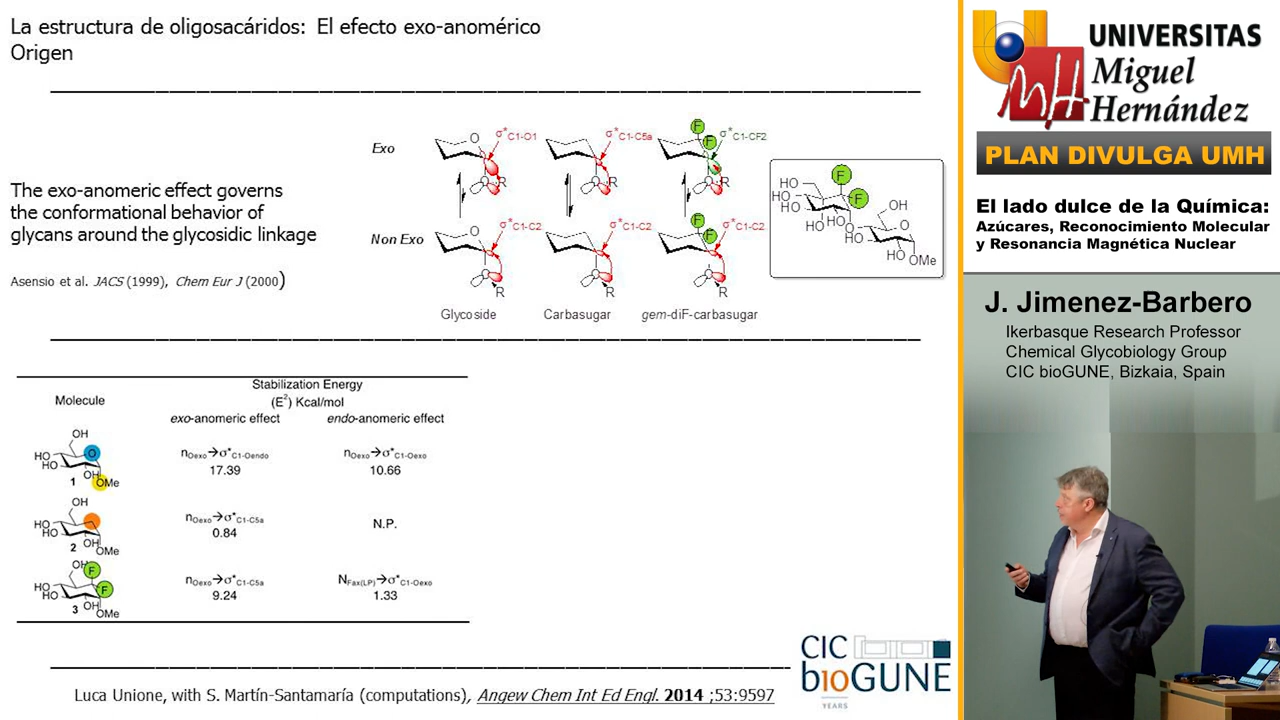 La estructura de oligosacáridos: El efecto exo-anomérico
Origen
Exo
Non Exo
O
σ*C1-O1
O
R
σ*C1-C5a
O
R
F
F
σ*C1-CF2
O
R
O
σ*C1-C2
O
R
σ*C1-C2
O
R
F
F
σ*C1-C2
O
R
Glycoside
Carbasugar
gem-diF-carbasugar
HO
HO
HO
HO
HO
F
F
O
HO
OH
O
HO
OMe
The exo-anomeric effect governs
the conformational behavior of
glycans around the glycosidic linkage
Asensio et al. JACS (1999), Chem Eur J (2000)
Molecule
Stabilization Energy
(E²) Kcal/mol
exo-anomeric effect
endo-anomeric effect
OH
HO
HO
O
OH
OMe
1
nOexo→σ*C1-Oendo
17.39
nOexo→σ*C1-Oexo
10.66
OH
HO
HO
OH
OMe
2
nOexo→σ*C1-C5a
0.84
N.P.
OH
HO
HO
F
F
OH
OMe
3
nOexo→σ*C1-C5a
9.24
NFax(LP)→σ*C1-Oexo
1.33
CIC
bioGUNE
YEARS
Luca Unione, with S. Martín-Santamaría (computations), Angew Chem Int Ed Engl. 2014 ;53:9597
UNIVERSITAS
Miguel
Hernández
PLAN DIVULGA UMH
El lado dulce de la Química:
Azúcares, Reconocimiento Molecular
y Resonancia Magnética Nuclear
J. Jimenez-Barbero
Ikerbasque Research Professor
Chemical Glycobiology Group
CIC bioGUNE, Bizkaia, Spain